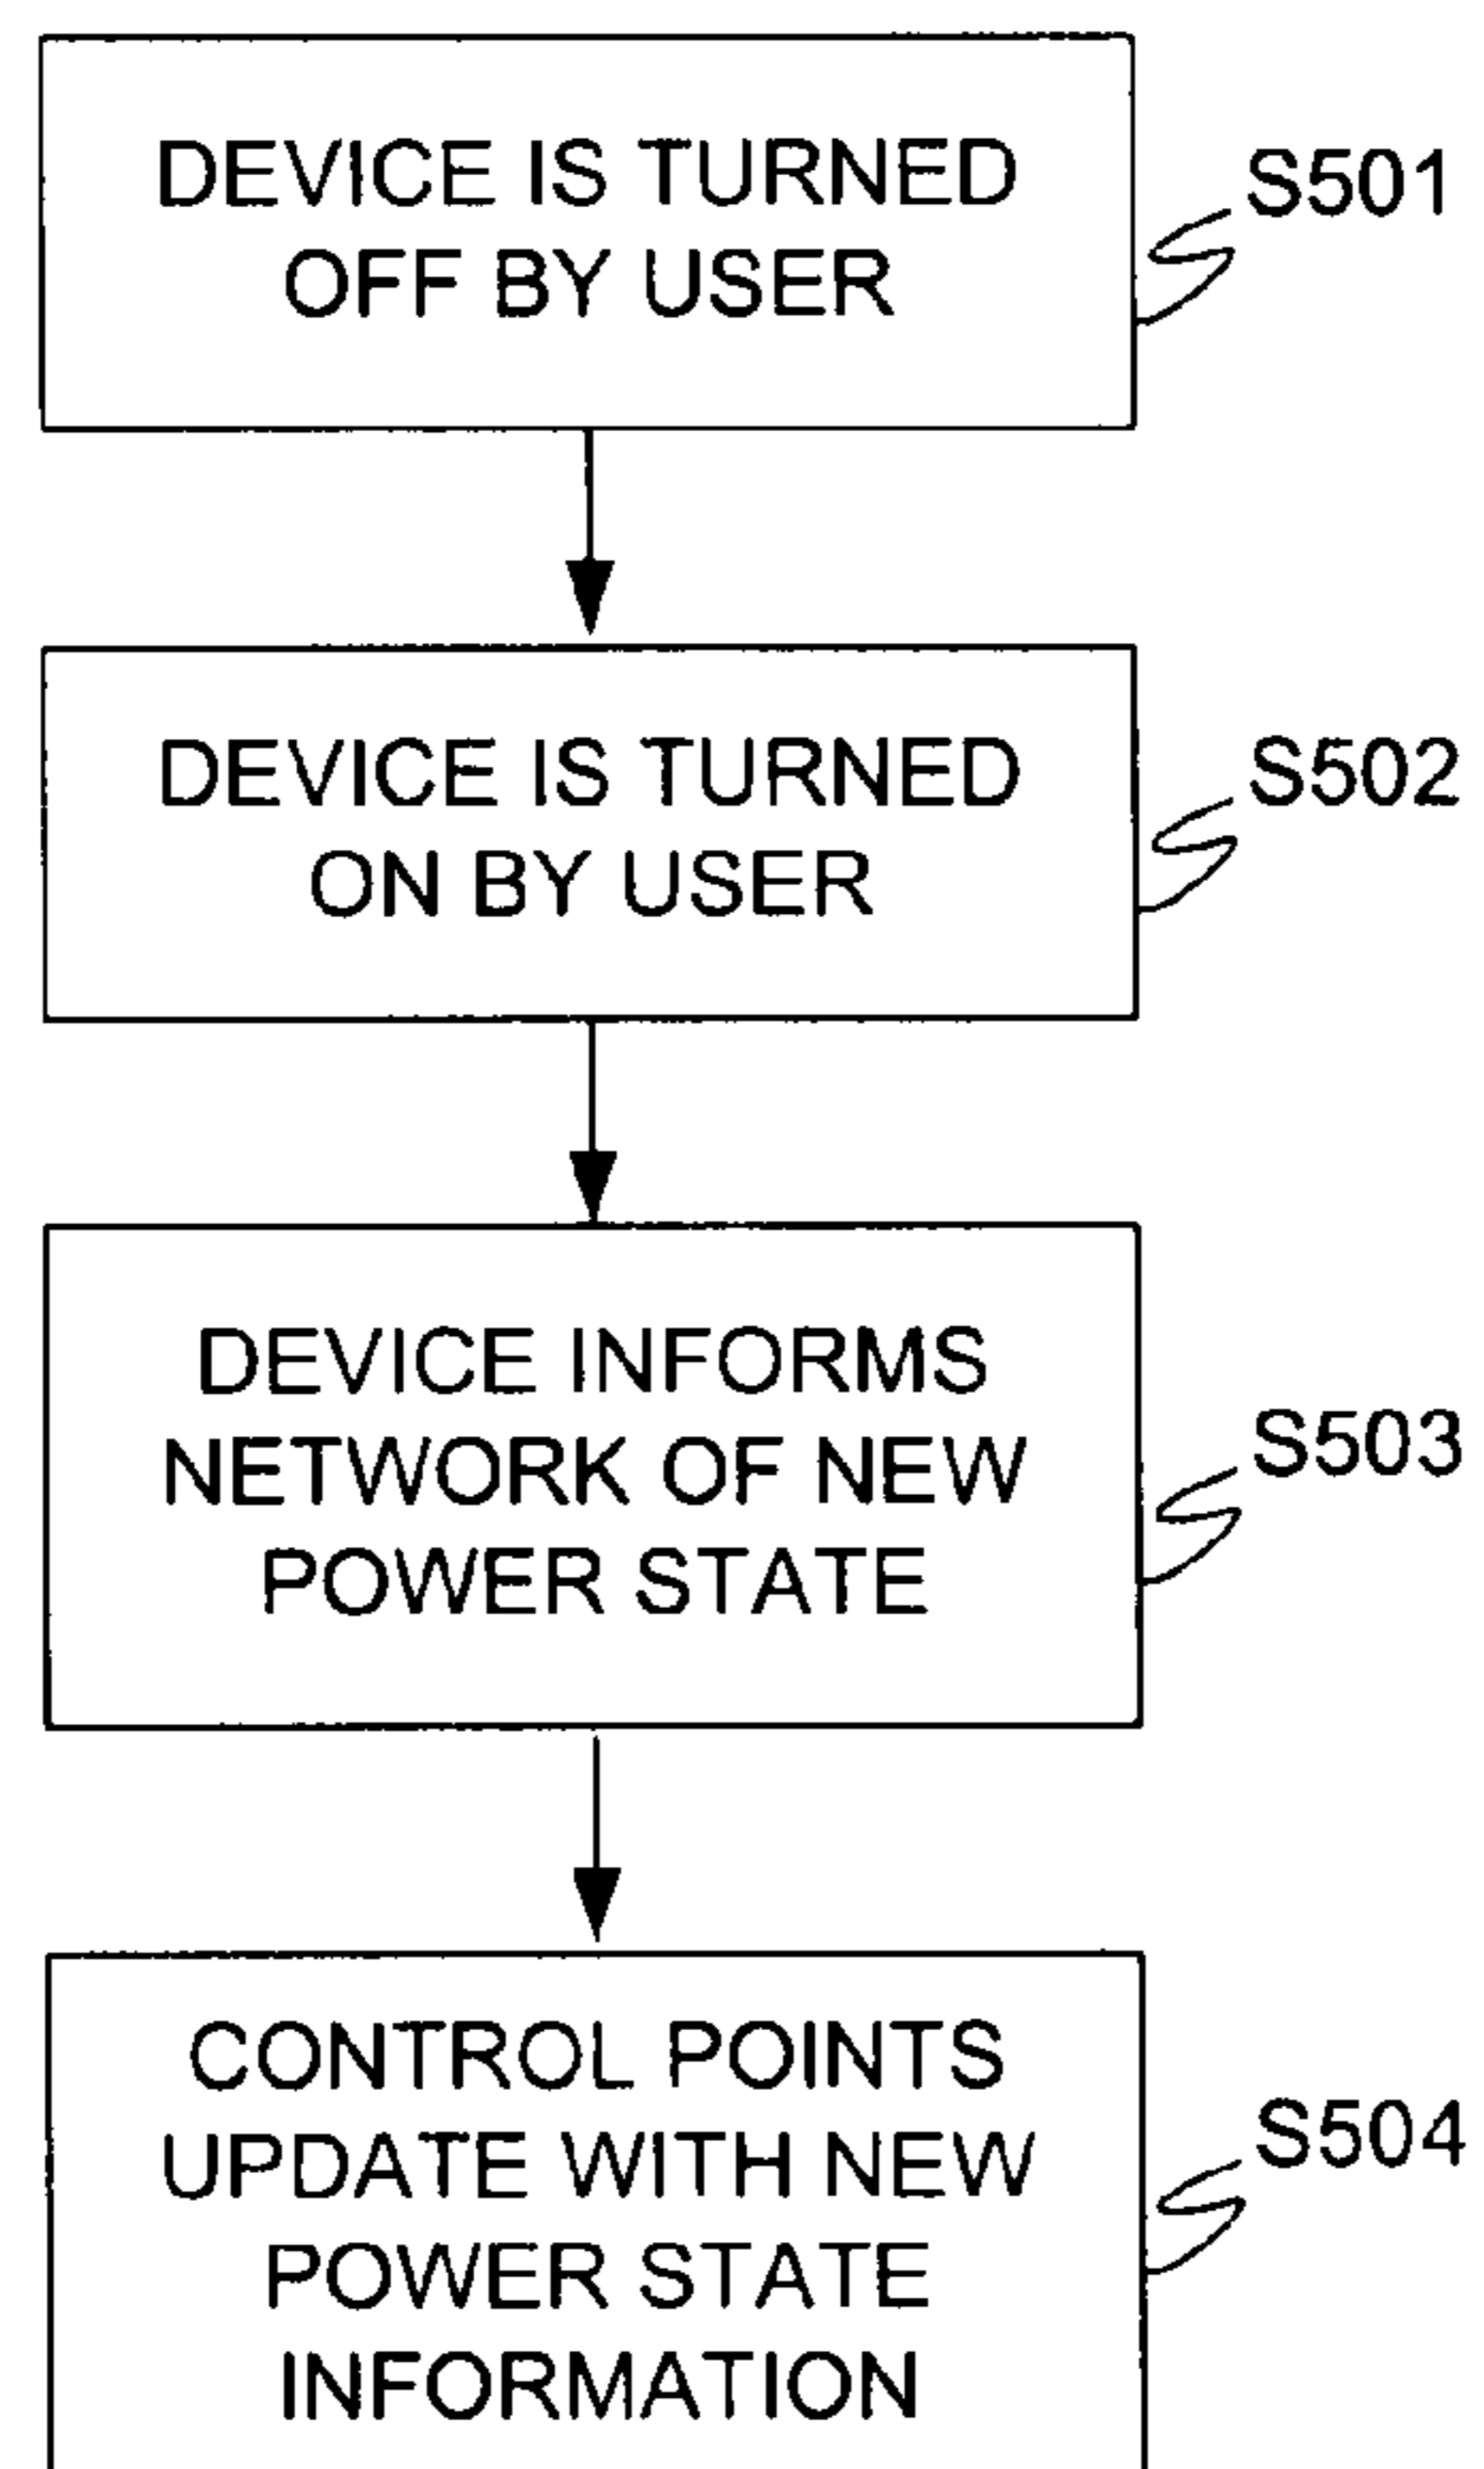 DEVICE IS TURNED
OFF BY USER
S501
DEVICE IS TURNED
ON BY USER
S502
DEVICE INFORMS
NETWORK OF NEW
POWER STATE
S503
CONTROL POINTS
UPDATE WITH NEW
POWER STATE
INFORMATION
S504